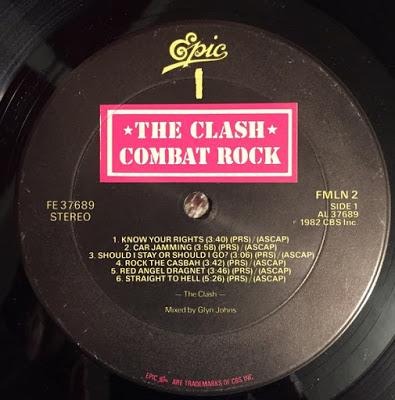 Epic
1
★THE CLASH★
COMBAT ROCK
FE 37689
STEREO
FMLN 2
SIDE 1
AL 37689
℗ 1982 CBS Inc.
1. KNOW YOUR RIGHTS (3:40) (PRS)/(ASCAP)
2. CAR JAMMING (3:58) (PRS)/(ASCAP)
3. SHOULD I STAY OR SHOULD I GO? (3:06) (PRS)/(ASCAP)
4. ROCK THE CASBAH (3.42) (PRS)/(ASCAP)
5. RED ANGEL DRAGNET (3:46) (PRS)/(ASCAP)
6. STRAIGHT TO HELL (5:26) (PRS)/(ASCAP)
— The Clash —
Mixed by Glyn Johns
EPIC, Epic ARE TRADEMARKS OF CBS INC.